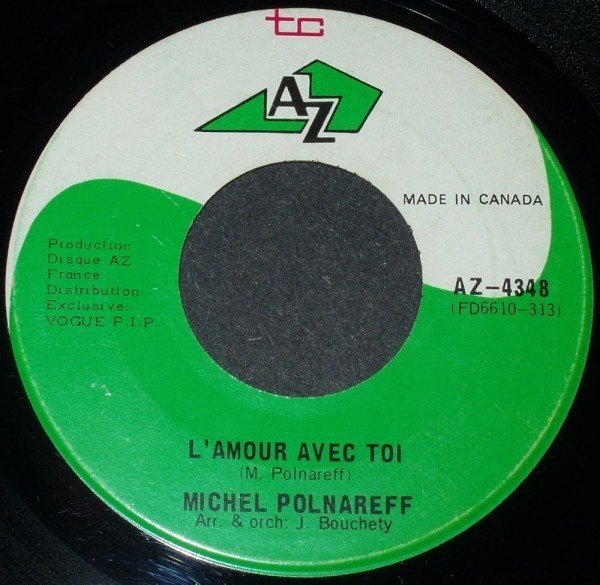 tc
AZ
MADE IN CANADA
Production
Disque AZ
France
Distribution
Exclusive:
VOGUE P.I.P.
AZ-4348
(FD6610-313)
L'AMOUR AVEC TOI
(M. Polnareff)
MICHEL POLNAREFF
Arr. & orch: J. Bouchety